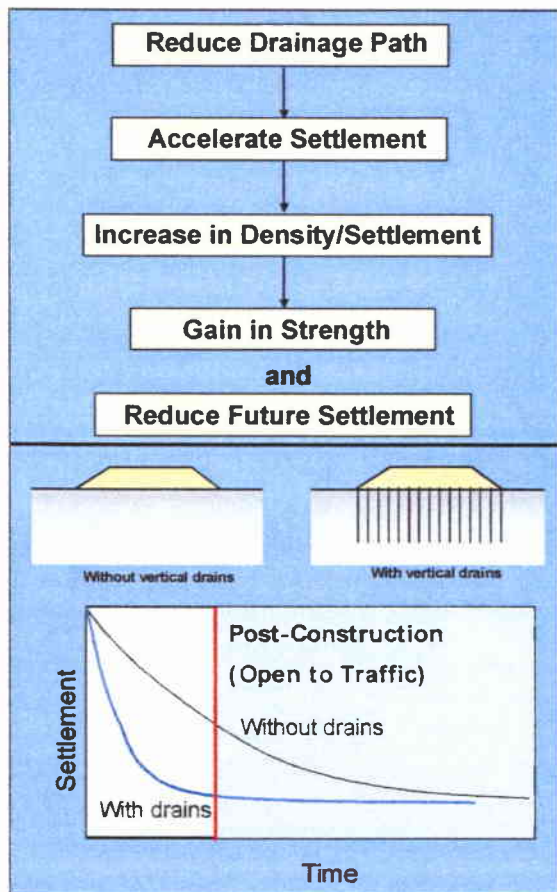 Reduce Drainage Path
Accelerate Settlement
Increase in Density/Settlement
Gain in Strength
and
Reduce Future Settlement
Without vertical drains
With vertical drains
Post-Construction
(Open to Traffic)
Without drains
Settlement
With drains
Time